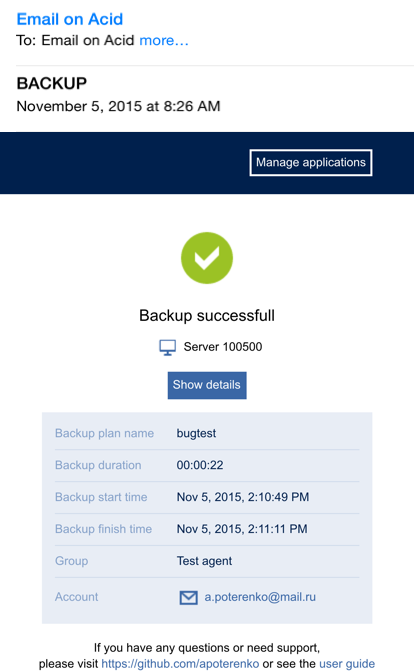 Email on Acid
To: Email on Acid more...
BACKUP
November 5, 2015 at 8:26 AM
Manage applications
Backup successfull
Server 100500
Show details
Backup plan name bugtest
Backup duration 00:00:22
Backup start time Nov 5, 2015, 2:10:49 PM
Backup finish time Nov 5, 2015, 2:11:11 PM
Group Test agent
Account a.poterenko@mail.ru
If you have any questions or need support,
please visit https://github.com/apoterenko or see the user guide